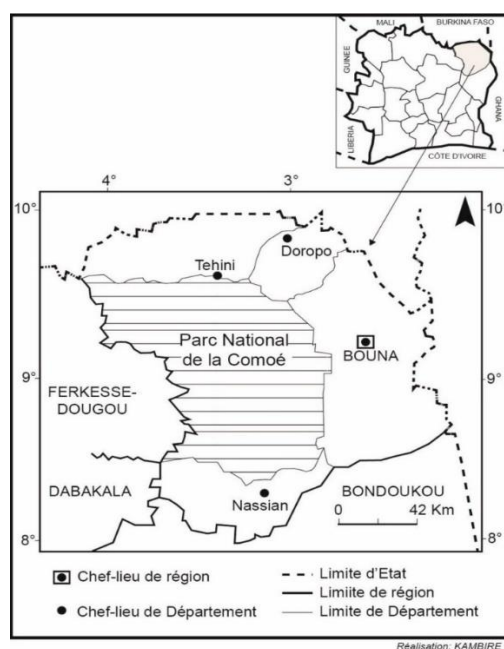 MALI
BURKINA FASO
GUINEE
GHANA
LIBERIA
CÔTE D'IVOIRE
4°
3°
10°
10°
Doropo
Tehini
Parc National
de la Comoé
BOUNA
9°
9°
FERKESSE-
DOUGOU
DABAKALA
BONDOUKOU
Nassian
0 42 Km
8°
8°
Chef-lieu de région
Limite d'Etat
Limiite de région
Chef-lieu de Département
Limite de Département
Réalisation: KAMBIRE